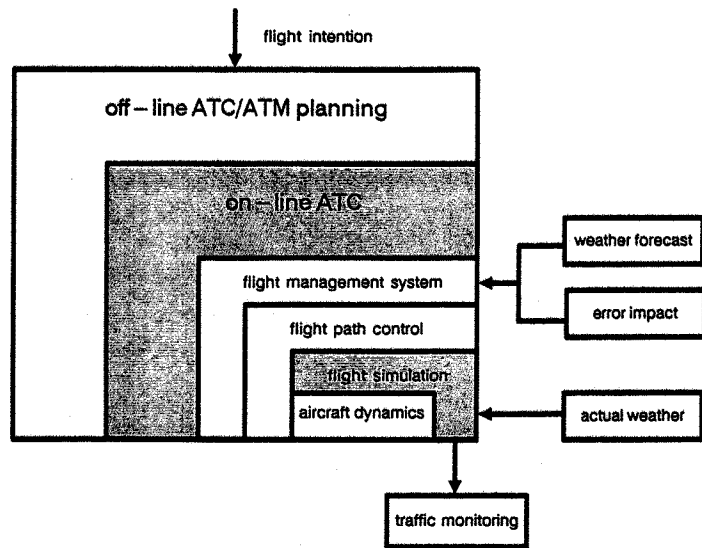 flight intention
off-line ATC/ATM planning
on-line ATC
flight management system
flight path control
flight simulation
aircraft dynamics
weather forecast
error impact
actual weather
traffic monitoring